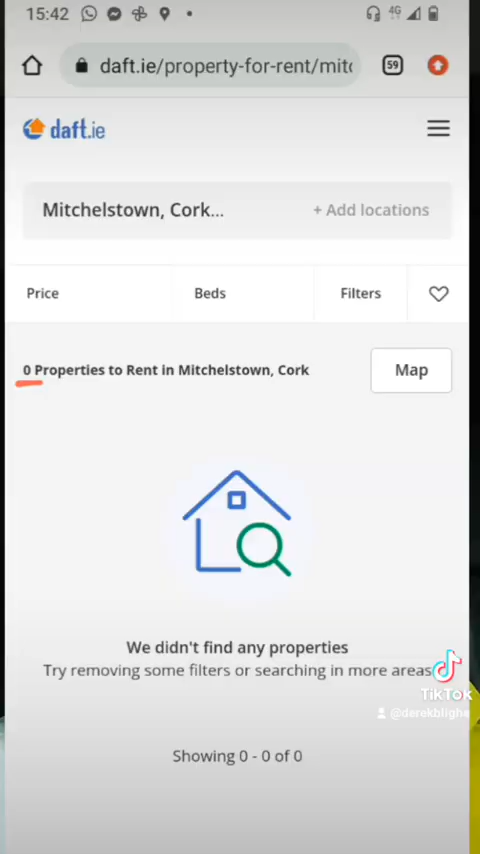 15:42
4G
daft.ie/property-for-rent/mit
59
daft.ie
Mitchelstown, Cork...
+ Add locations
Price
Beds
Filters
0 Properties to Rent in Mitchelstown, Cork
Map
We didn't find any properties
Try removing some filters or searching in more areas
TikTok
@derekblighe
Showing 0 - 0 of 0